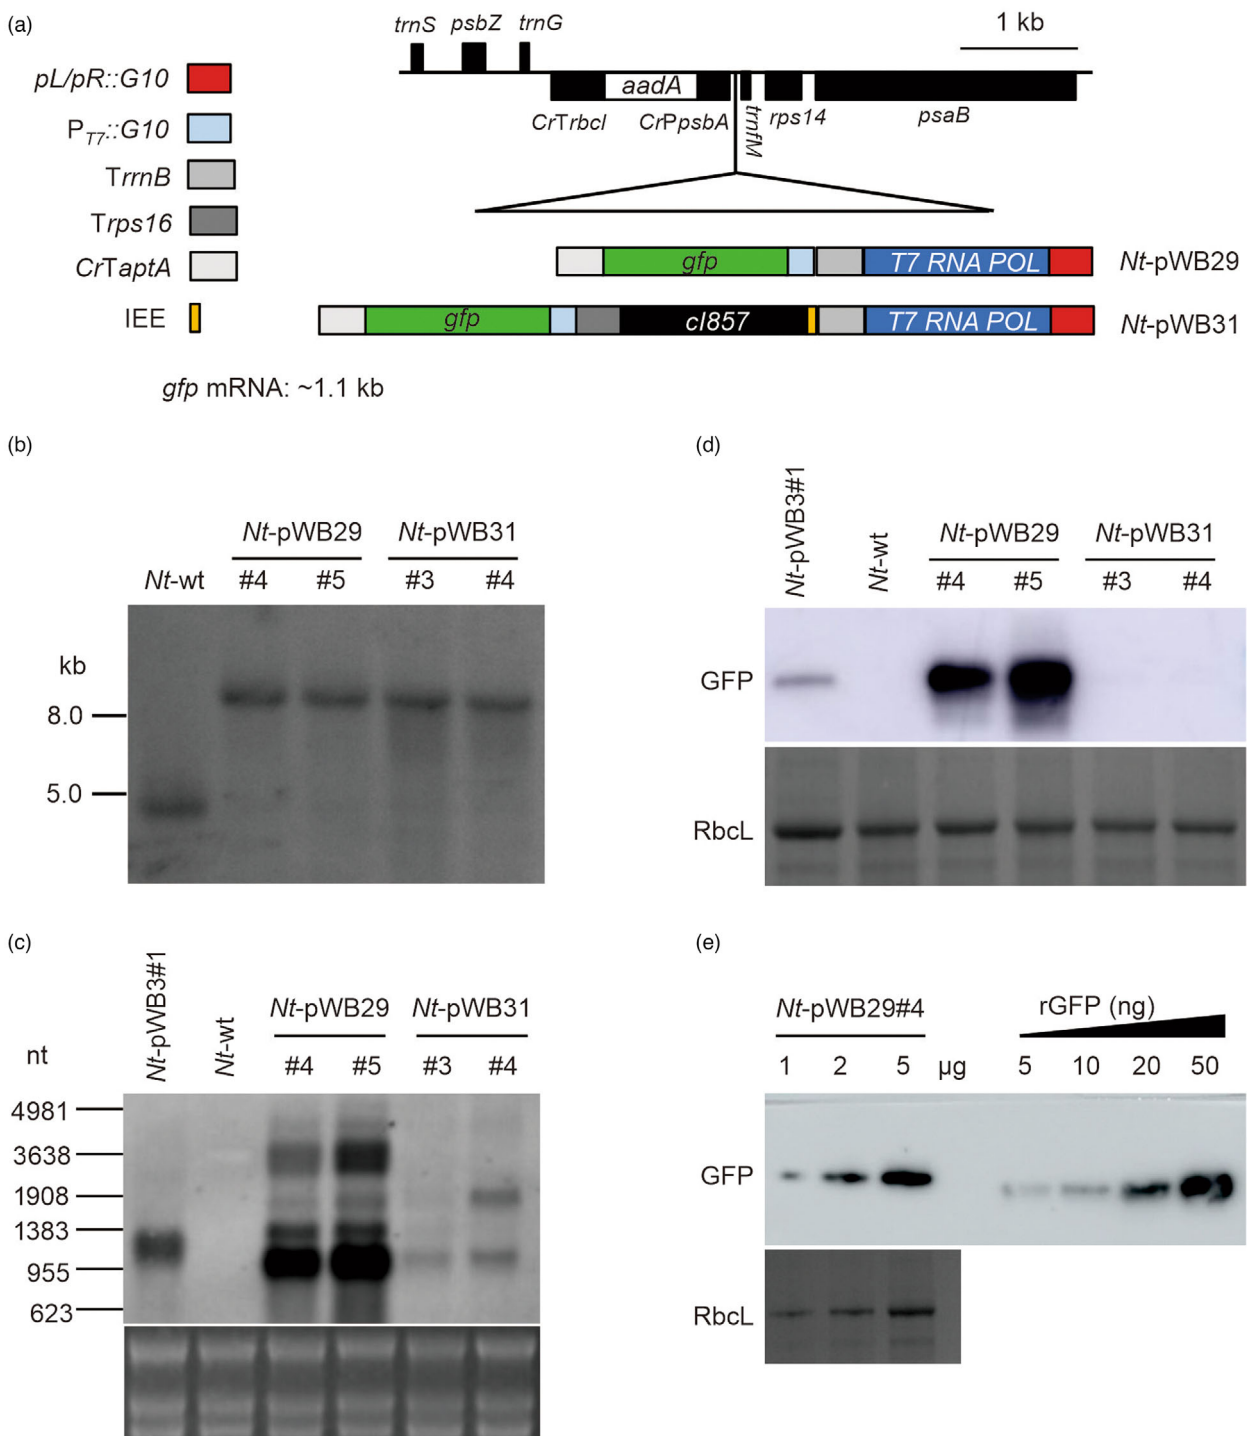 (a)
trnS psbZ trnG 1 kb
pL/pR::G10
aadA
CrTrbcl CrPpsbA trnfM rps14 psaB
PT7::G10
TrrnB
Trps16
CrTaptA gfp T7 RNA POL Nt-pWB29
IEE gfp cI857 T7 RNA POL Nt-pWB31
gfp mRNA: ~1.1 kb
(b)
Nt-pWB29 Nt-pWB31
Nt-wt #4 #5 #3 #4
kb
8.0
5.0
(c)
Nt-pWB3#1 Nt-wt Nt-pWB29 Nt-pWB31
nt #4 #5 #3 #4
4981
3638
1908
1383
955
623
(d)
Nt-pWB3#1 Nt-wt Nt-pWB29 Nt-pWB31
#4 #5 #3 #4
GFP
RbcL
(e)
Nt-pWB29#4 rGFP (ng)
1 2 5 µg 5 10 20 50
GFP
RbcL